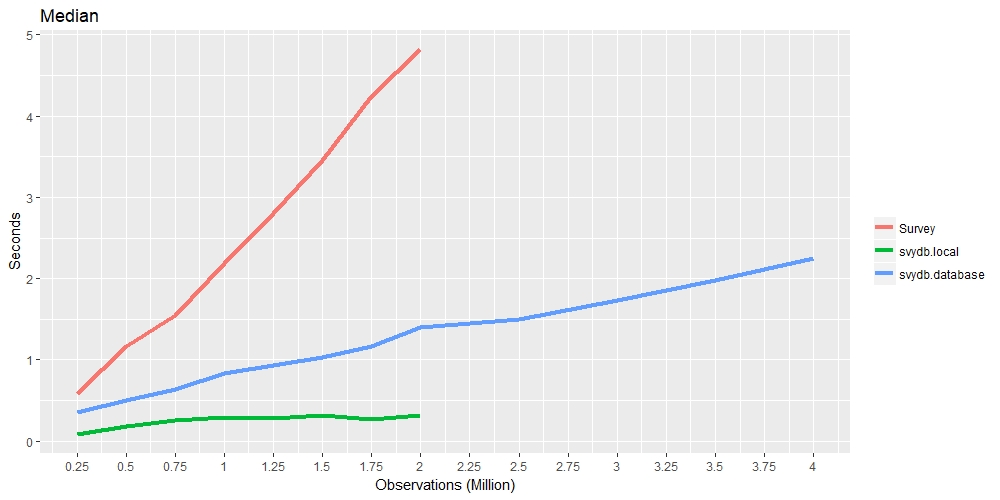 Median
5
4
3
2
1
0
Seconds
0.25 0.5 0.75 1 1.25 1.5 1.75 2 2.25 2.5 2.75 3 3.25 3.5 3.75 4
Observations (Million)
Survey
svydb.local
svydb.database